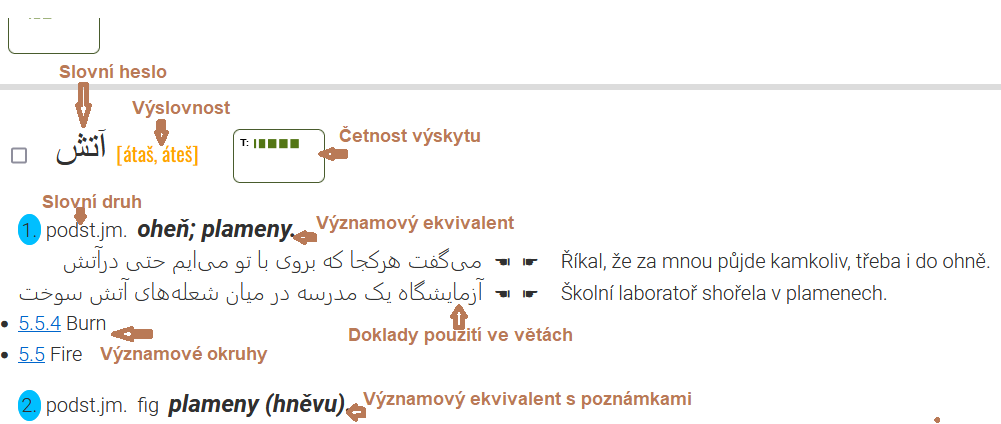 Slovní heslo
Výslovnost
Četnost výskytu
آتش [átaš, áteš] T:
Slovní druh
Významový ekvivalent
1. podst.jm. oheň; plameny.
می‌گفت هرکجا که بروی با تو می‌ایم حتی درآتش ☚ ☛ Říkal, že za mnou půjde kamkoliv, třeba i do ohně.
آزمایشگاه یک مدرسه در میان شعله‌های آتش سوخت ☚ ☛ Školní laboratoř shořela v plamenech.
• 5.5.4 Burn
Doklady použití ve větách
• 5.5 Fire Významové okruhy
Významový ekvivalent s poznámkami
2. podst.jm. fig plameny (hněvu).